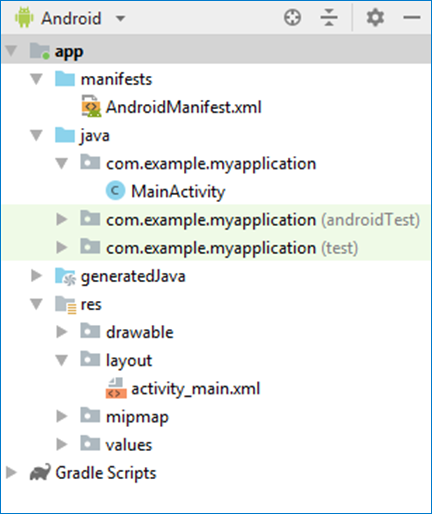 Android
app
manifests
AndroidManifest.xml
java
com.example.myapplication
C MainActivity
com.example.myapplication (androidTest)
com.example.myapplication (test)
generatedJava
res
drawable
layout
activity_main.xml
mipmap
values
Gradle Scripts